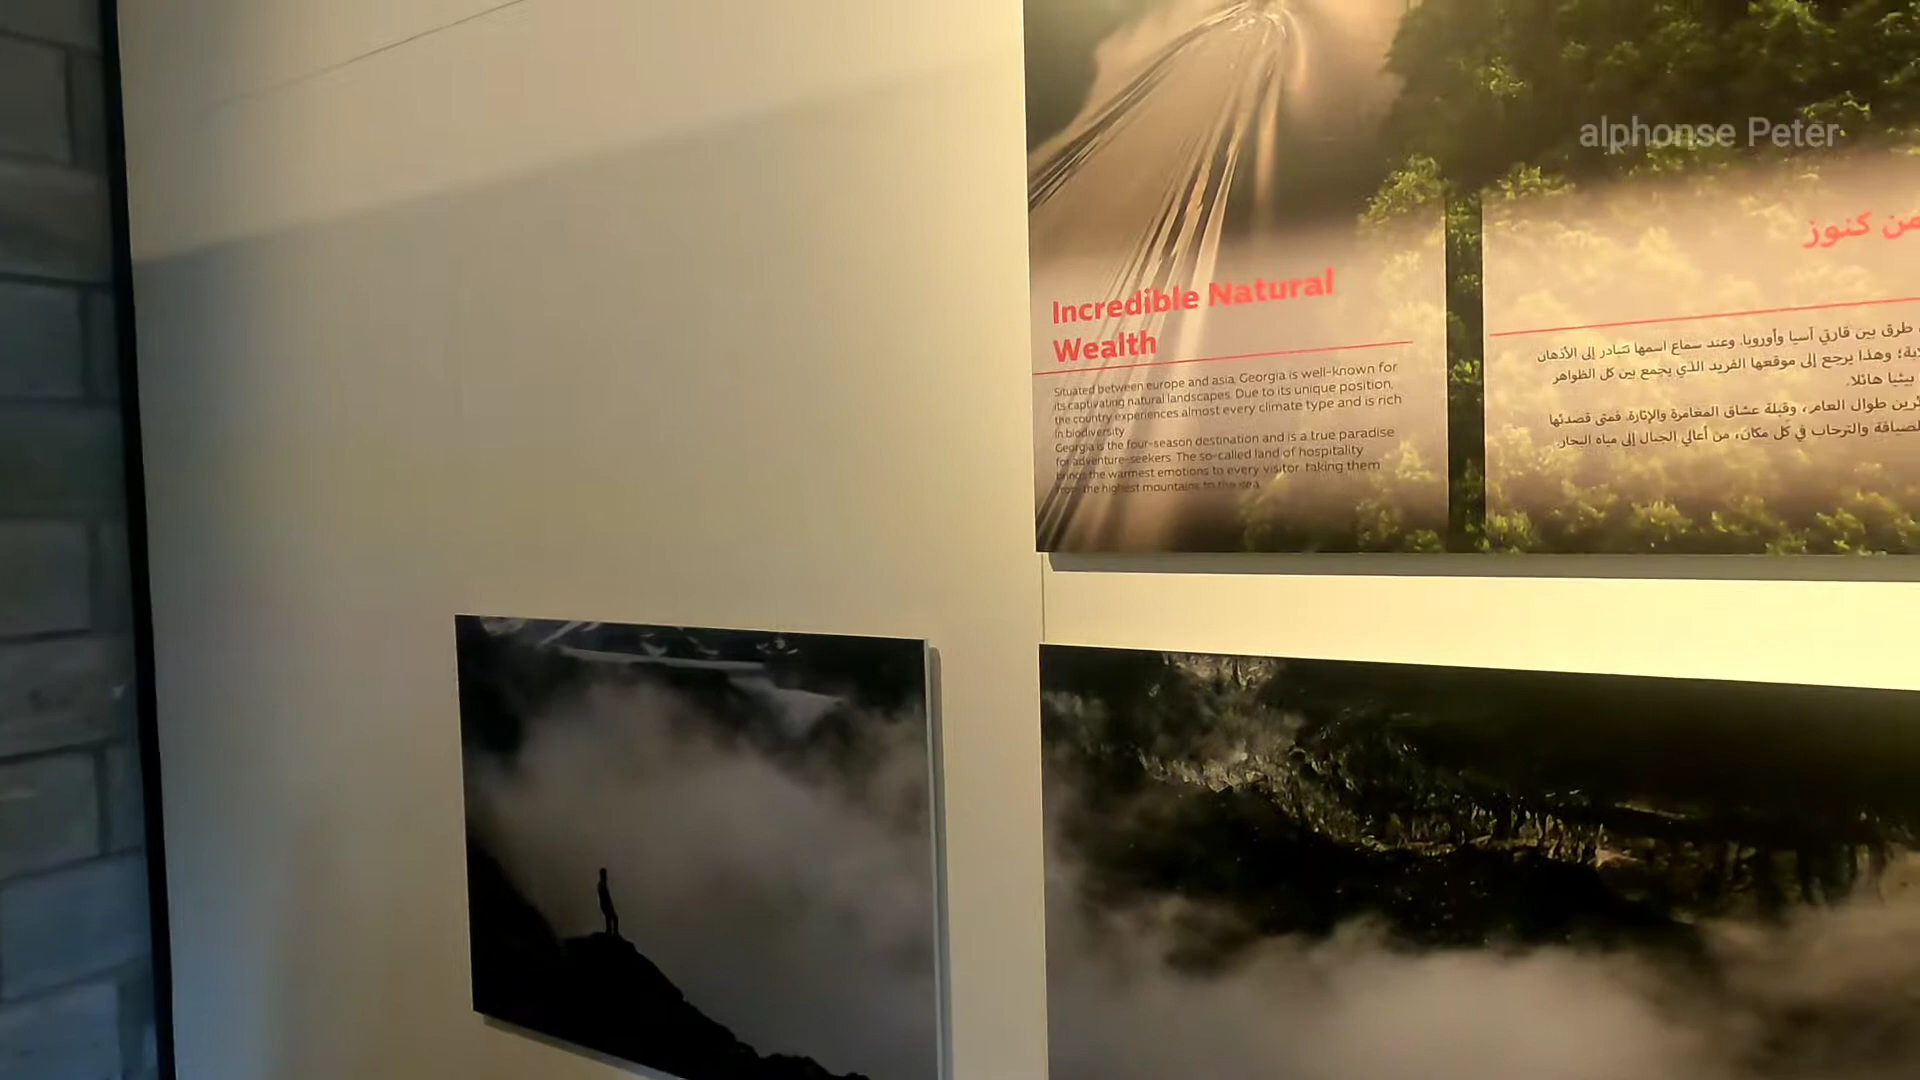 alphonse Peter
Incredible Natural
Wealth
Situated between europe and asia, Georgia is well-known for
its captivating natural landscapes. Due to its unique position,
the country experiences almost every climate type and is rich
in biodiversity
Georgia is the four-season destination and is a true paradise
for adventure-seekers. The so-called land of hospitality
brings the warmest emotions to every visitor, taking them
from the highest mountains to the sea.
من كنوز
طرق بين قارتي آسيا وأوروبا. وعند سماع اسمها تتبادر إلى الأذهان
وهذا يرجع إلى موقعها الفريد الذي يجمع بين كل الظواهر
بيئيا هائلا.
طوال العام، وقبلة عشاق المغامرة والإثارة. فمتى قصدتها
والترحاب في كل مكان، من أعالي الجبال إلى مياه البحار.